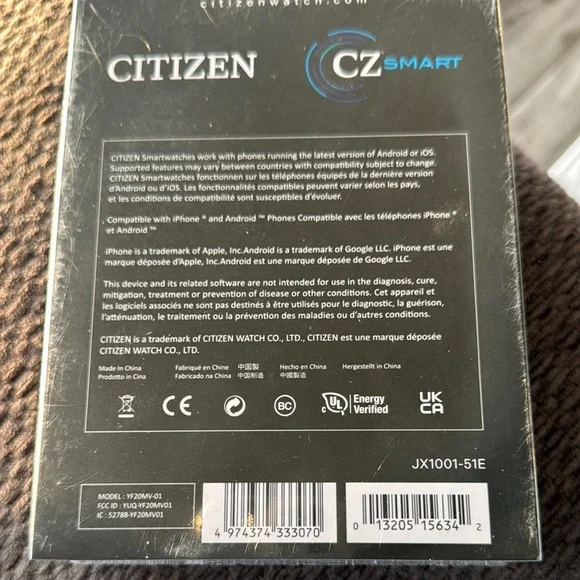 citizenwatch.com
CITIZEN CZ SMART
CITIZEN Smartwatches work with phones running the latest version of Android or iOS.
Supported features may vary between countries with compatibility subject to change.
CITIZEN Smartwatches fonctionnen sur les téléphones équipés de la dernière version
d'Android ou d'iOS. Les fonctionnalités compatibles peuvent varier selon les pays,
et les conditions de compatibilité sont susceptibles d'évoluer.
Compatible with iPhone ® and Android ™ Phones Compatible avec les téléphones iPhone ®
et Android ™
iPhone is a trademark of Apple, Inc.Android is a trademark of Google LLC. iPhone est une
marque déposée d'Apple, Inc.Android est une marque déposée de Google LLC.
This device and its related software are not intended for use in the diagnosis, cure,
mitigation, treatment or prevention of disease or other conditions. Cet appareil et
les logiciels associés ne sont pas destinés à être utilisés pour le diagnostic, la guérison,
l'atténuation, le traitement ou la prévention des maladies ou d'autres conditions.
CITIZEN is a trademark of CITIZEN WATCH CO., LTD., CITIZEN est une marque déposée
CITIZEN WATCH CO., LTD.
Made In China Fabriqué en Chine 中国製 Hecho en China Hergestellt in China
Prodotto in Cina Fabricado na China 中国制造 中國製造
CE BC UL Energy Verified UK CA
JX1001-51E
MODEL : YF20MV-01
FCC ID : YUQ-YF20MV01
IC : 5278B-YF20MV01
4 974374 333070
0 13205 15634 2